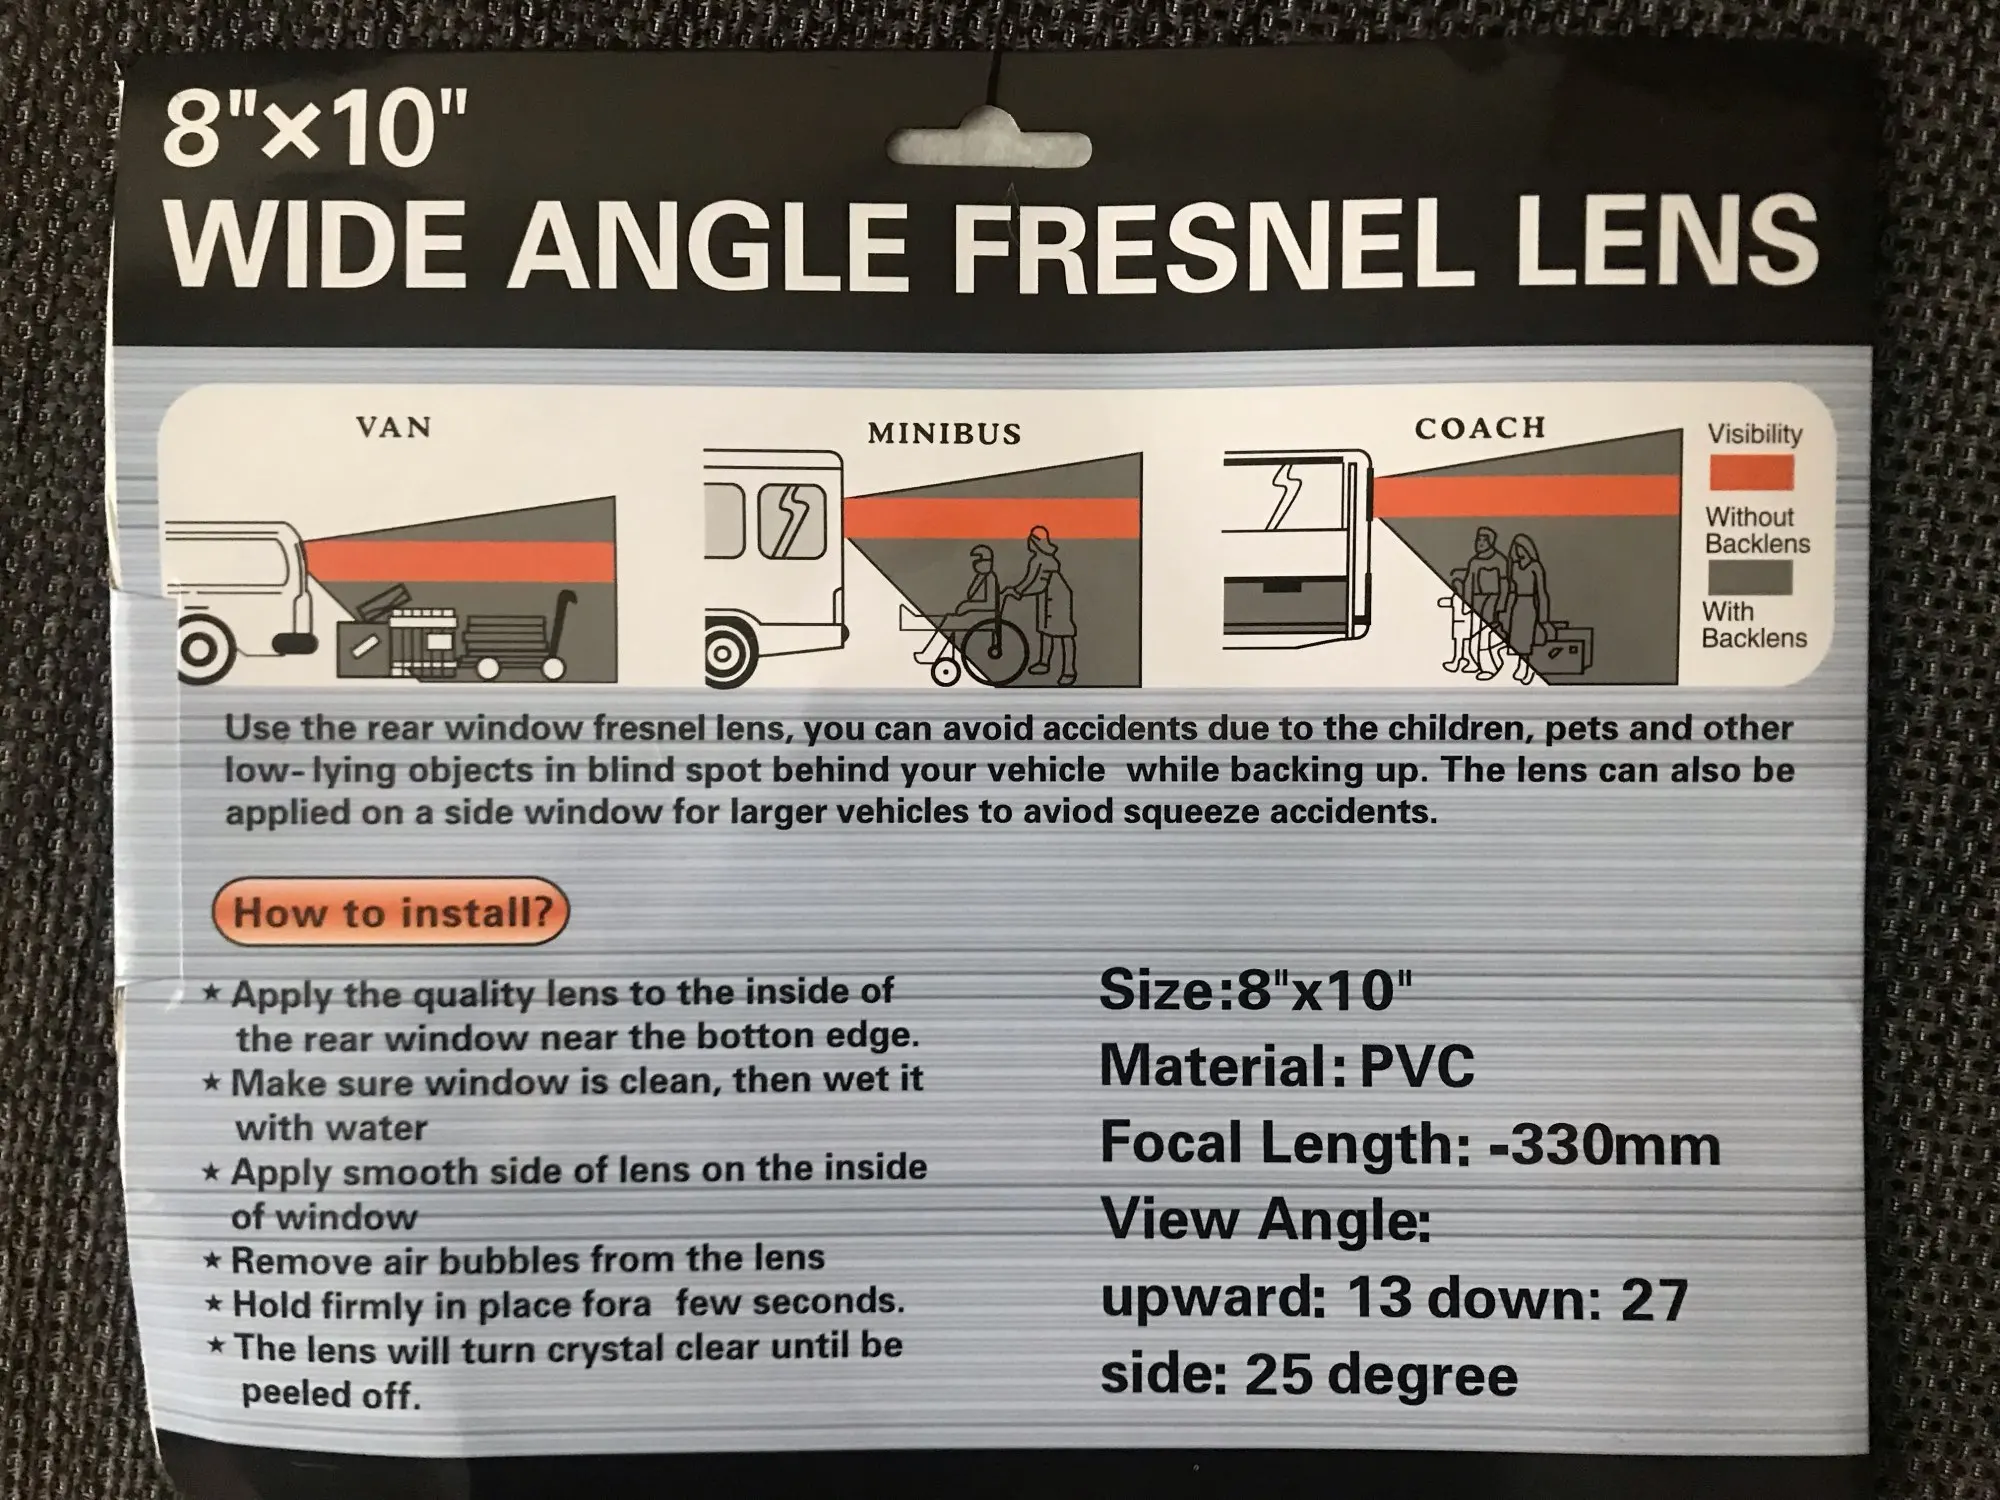 8"×10"
WIDE ANGLE FRESNEL LENS
VAN
MINIBUS
COACH
Visibility
Without
Backlens
With
Backlens
Use the rear window fresnel lens, you can avoid accidents due to the children, pets and other
low-lying objects in blind spot behind your vehicle while backing up. The lens can also be
applied on a side window for larger vehicles to aviod squeeze accidents.
How to install?
★ Apply the quality lens to the inside of
the rear window near the botton edge.
★ Make sure window is clean, then wet it
with water
★ Apply smooth side of lens on the inside
of window
★ Remove air bubbles from the lens
★ Hold firmly in place fora few seconds.
★ The lens will turn crystal clear until be
peeled off.
Size:8"x10"
Material: PVC
Focal Length: -330mm
View Angle:
upward: 13 down: 27
side: 25 degree